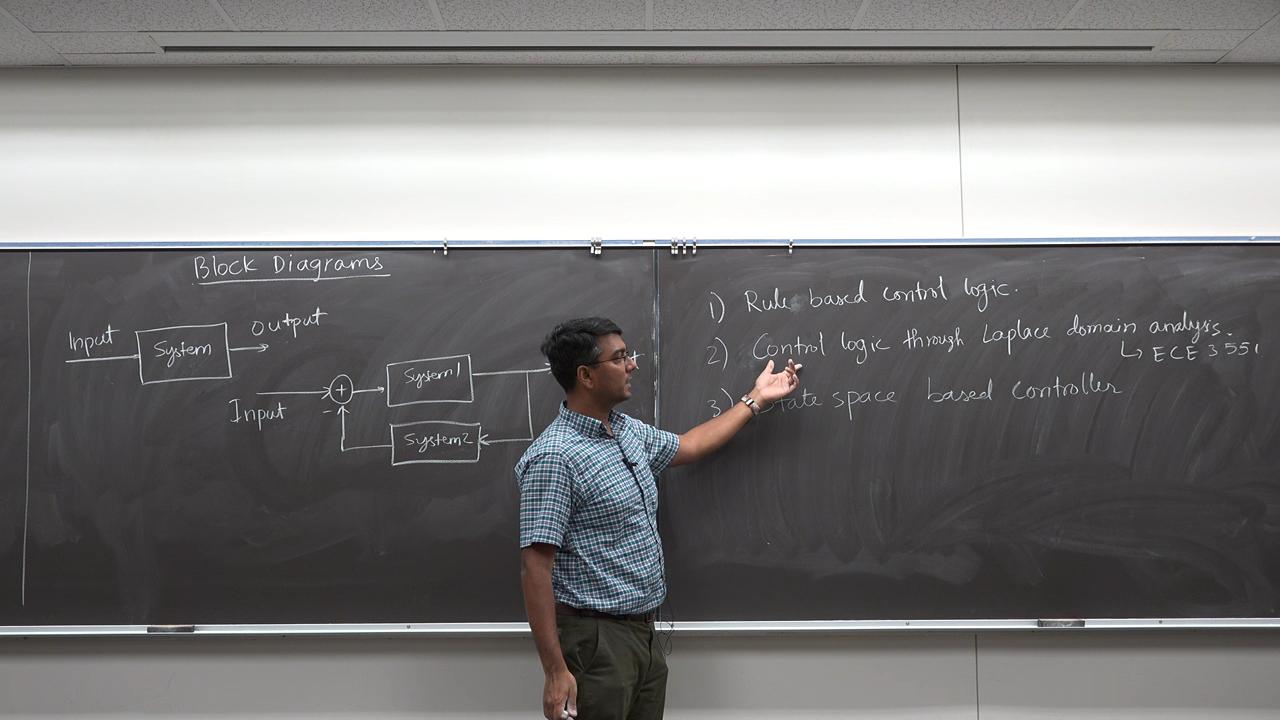 Block Diagrams
Input
System
output
Input
+
-
System1
System2
1) Rule based control logic.
2) Control logic through Laplace domain analysis.
↳ ECE 3551
3) State space based controller